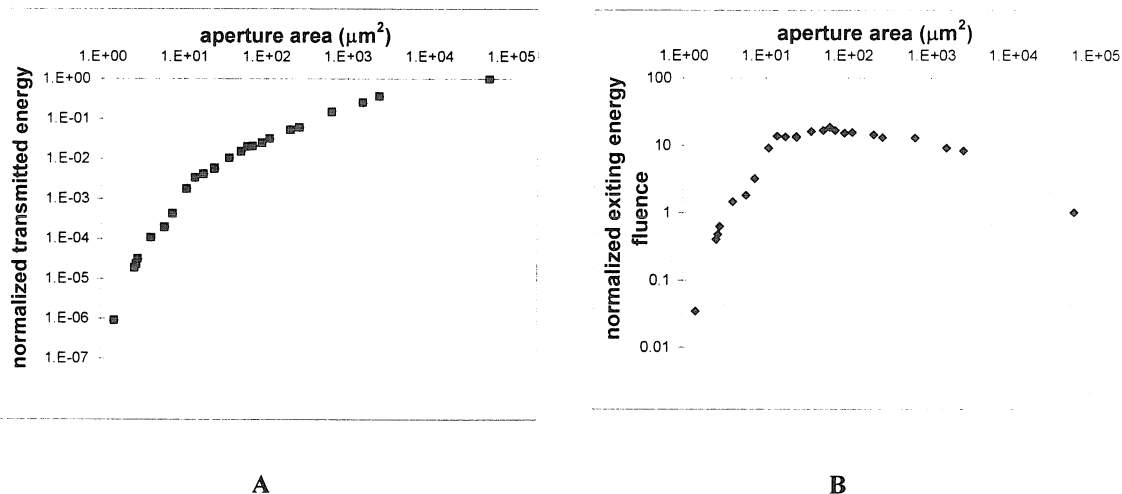 aperture area (μm²)
1.E+00 1.E+01 1.E+02 1.E+03 1.E+04 1.E+05
normalized transmitted energy
1.E+00
1.E-01
1.E-02
1.E-03
1.E-04
1.E-05
1.E-06
1.E-07
A
aperture area (μm²)
1.E+00 1.E+01 1.E+02 1.E+03 1.E+04 1.E+05
normalized exiting energy
fluence
100
10
1
0.1
0.01
B